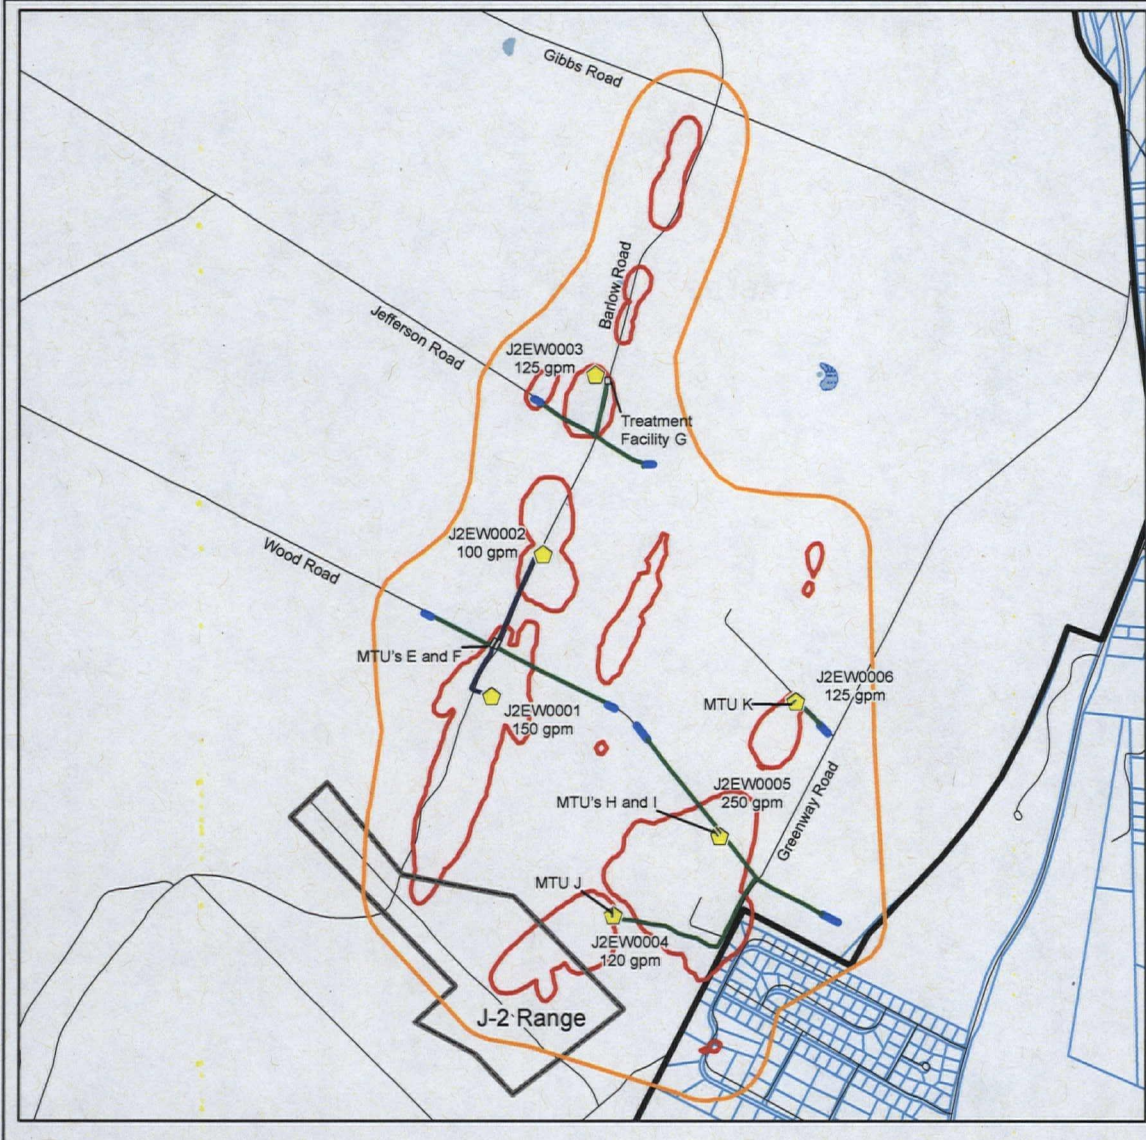 Gibbs Road
Barlow Road
Jefferson Road
J2EW0003
125 gpm
Treatment
Facility G
J2EW0002
100 gpm
Wood Road
MTU's E and F
J2EW0001
150 gpm
MTU K
J2EW0006
125 gpm
J2EW0005
250 gpm
MTU's H and I
Greenway Road
MTU J
J2EW0004
120 gpm
J-2 Range